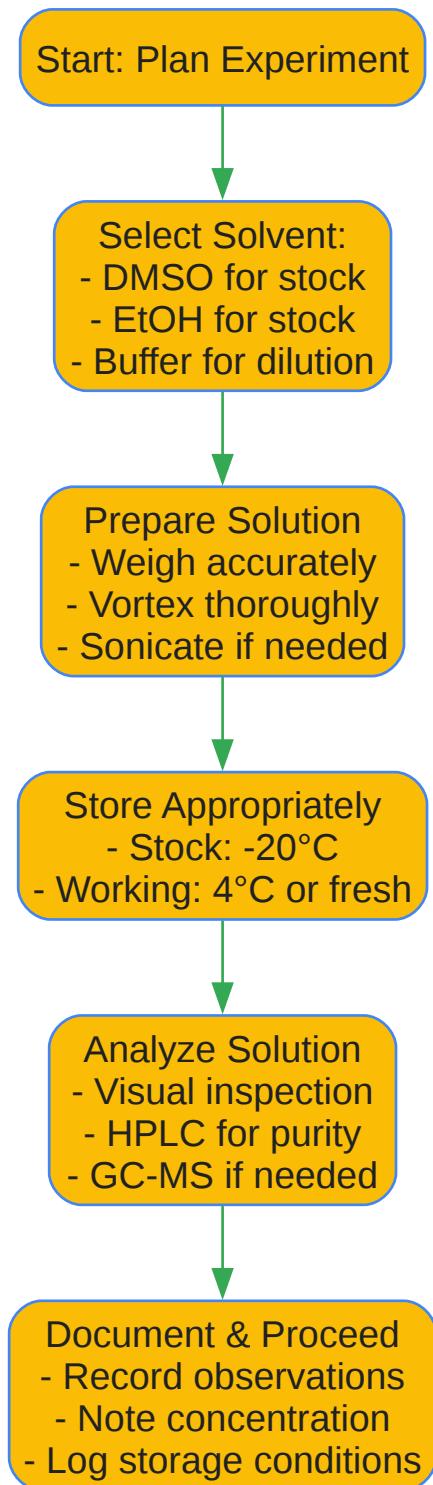 Start: Plan Experiment
Select Solvent:
- DMSO for stock
- EtOH for stock
- Buffer for dilution
Prepare Solution
- Weigh accurately
- Vortex thoroughly
- Sonicate if needed
Store Appropriately
- Stock: -20°C
- Working: 4°C or fresh
Analyze Solution
- Visual inspection
- HPLC for purity
- GC-MS if needed
Document & Proceed
- Record observations
- Note concentration
- Log storage conditions